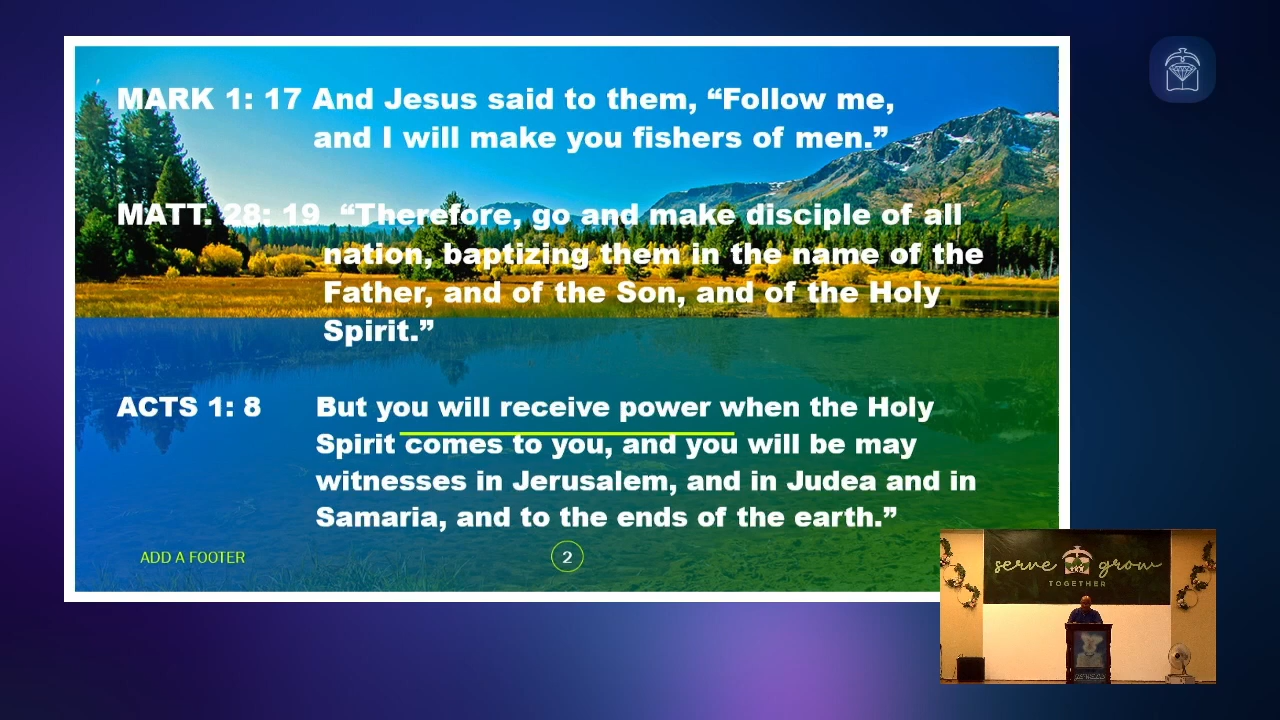 MARK 1: 17 And Jesus said to them, “Follow me,
and I will make you fishers of men.”
MATT. 28: 19 “Therefore, go and make disciple of all
nation, baptizing them in the name of the
Father, and of the Son, and of the Holy
Spirit.”
ACTS 1: 8 But you will receive power when the Holy
Spirit comes to you, and you will be may
witnesses in Jerusalem, and in Judea and in
Samaria, and to the ends of the earth.”
ADD A FOOTER 2
serve grow
TOGETHER